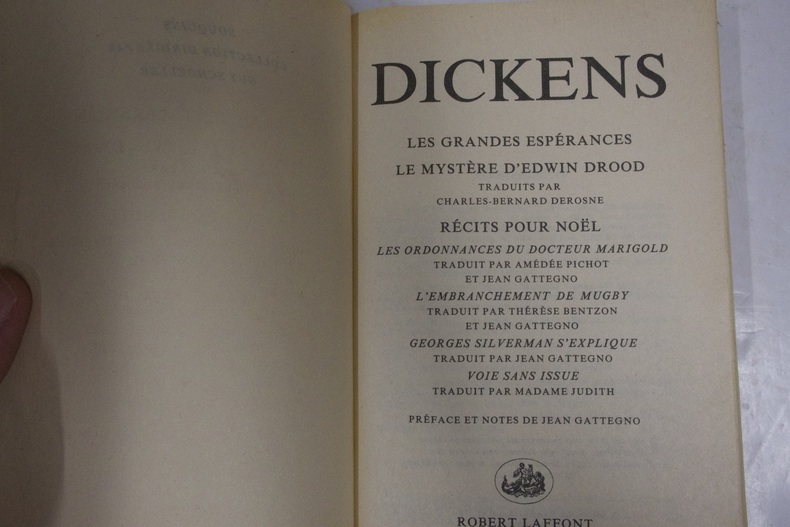 DICKENS
LES GRANDES ESPÉRANCES
LE MYSTÈRE D'EDWIN DROOD
TRADUITS PAR
CHARLES-BERNARD DEROSNE
RÉCITS POUR NOËL
LES ORDONNANCES DU DOCTEUR MARIGOLD
TRADUIT PAR AMÉDÉE PICHOT
ET JEAN GATTEGNO
L'EMBRANCHEMENT DE MUGBY
TRADUIT PAR THÉRÈSE BENTZON
ET JEAN GATTEGNO
GEORGES SILVERMAN S'EXPLIQUE
TRADUIT PAR JEAN GATTEGNO
VOIE SANS ISSUE
TRADUIT PAR MADAME JUDITH
PRÉFACE ET NOTES DE JEAN GATTEGNO
ROBERT LAFFONT